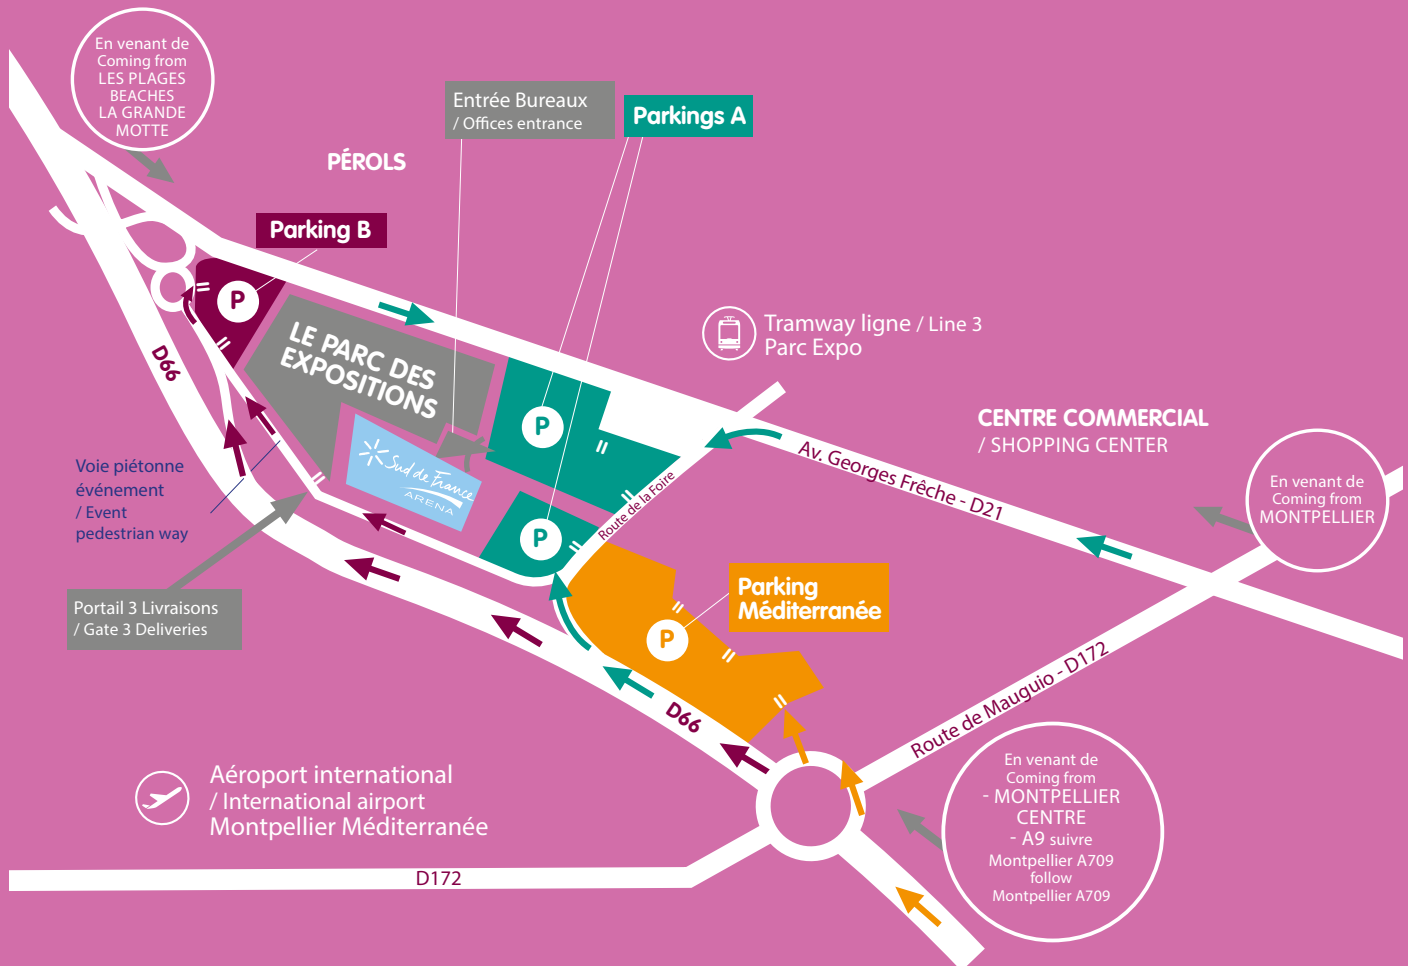 En venant de
Coming from
LES PLAGES
BEACHES
LA GRANDE
MOTTE
Entrée Bureaux
/ Offices entrance
Parkings A
PÉROLS
Parking B
P
LE PARC DES
EXPOSITIONS
D66
Tramway ligne / Line 3
Parc Expo
P
CENTRE COMMERCIAL
/ SHOPPING CENTER
Av. Georges Frêche - D21
Sud de France
ARENA
Voie piétonne
événement
/ Event
pedestrian way
Route de la Foire
P
En venant de
Coming from
MONTPELLIER
Portail 3 Livraisons
/ Gate 3 Deliveries
Parking
Méditerranée
P
D66
Route de Mauguio - D172
Aéroport international
/ International airport
Montpellier Méditerranée
En venant de
Coming from
- MONTPELLIER
CENTRE
- A9 suivre
Montpellier A709
follow
Montpellier A709
D172